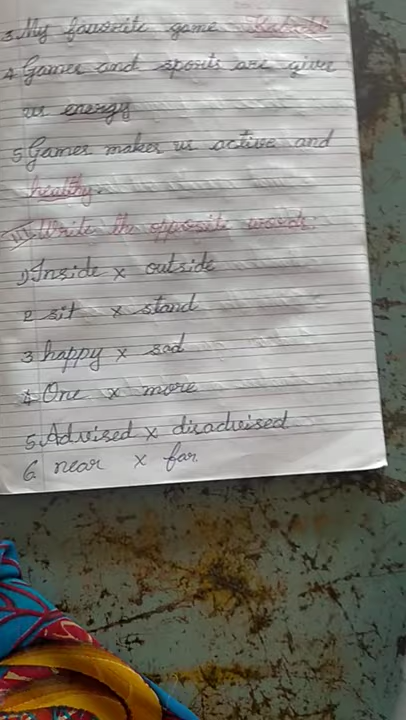 3. My favourite game
4. Games and sports are given
us energy
5. Games makes us active and
healthy.
III) Write the opposite words:
1) Inside x outside
2 sit x stand
3 happy x sad
4. One x more
5. Advised x disadvised
6. near x far